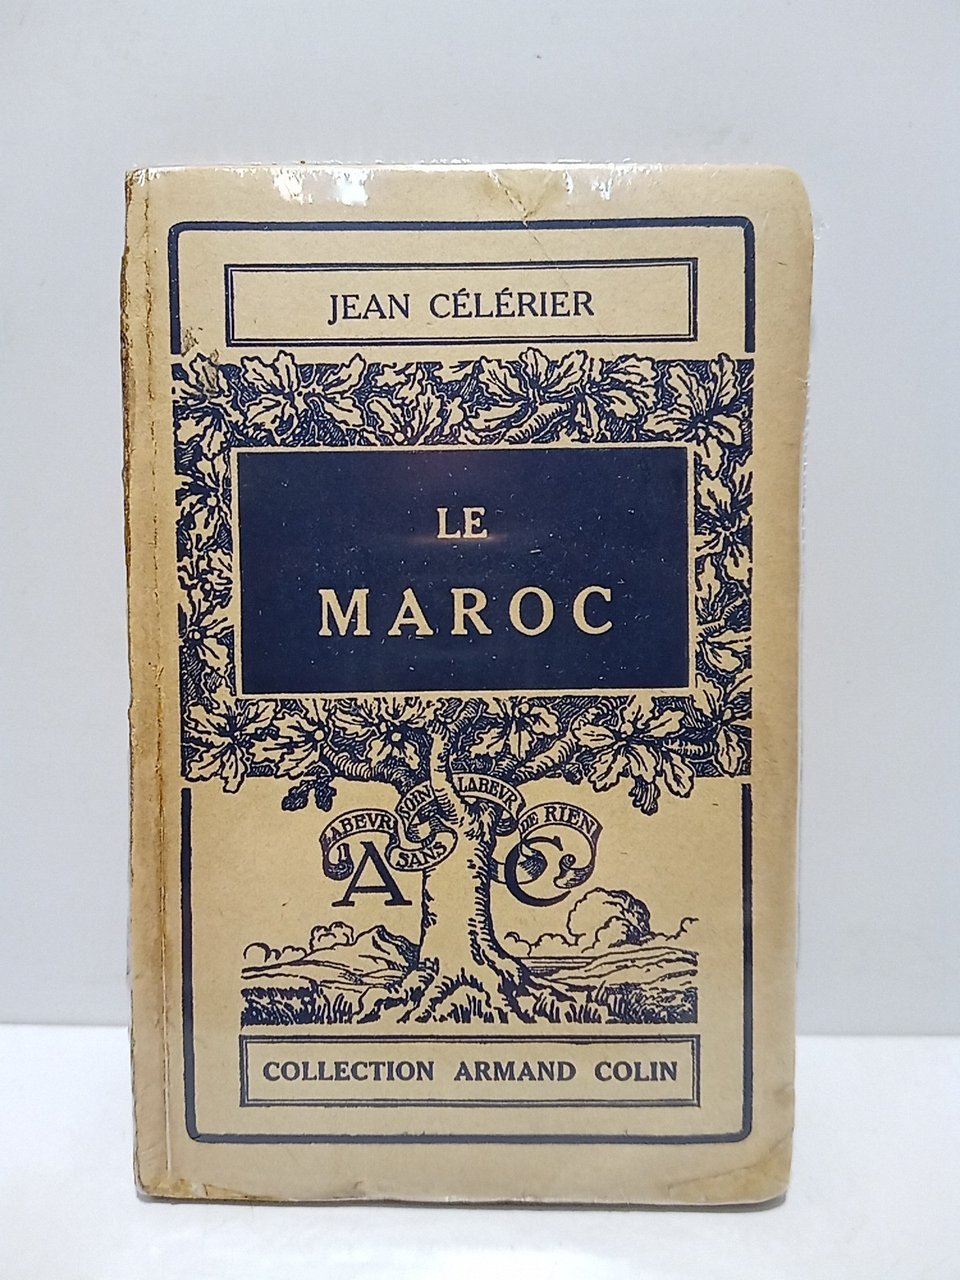 JEAN CÉLÉRIER
LE
MAROC
LABEVR SANS SOIN LABEVR DE RIEN
A C
COLLECTION ARMAND COLIN